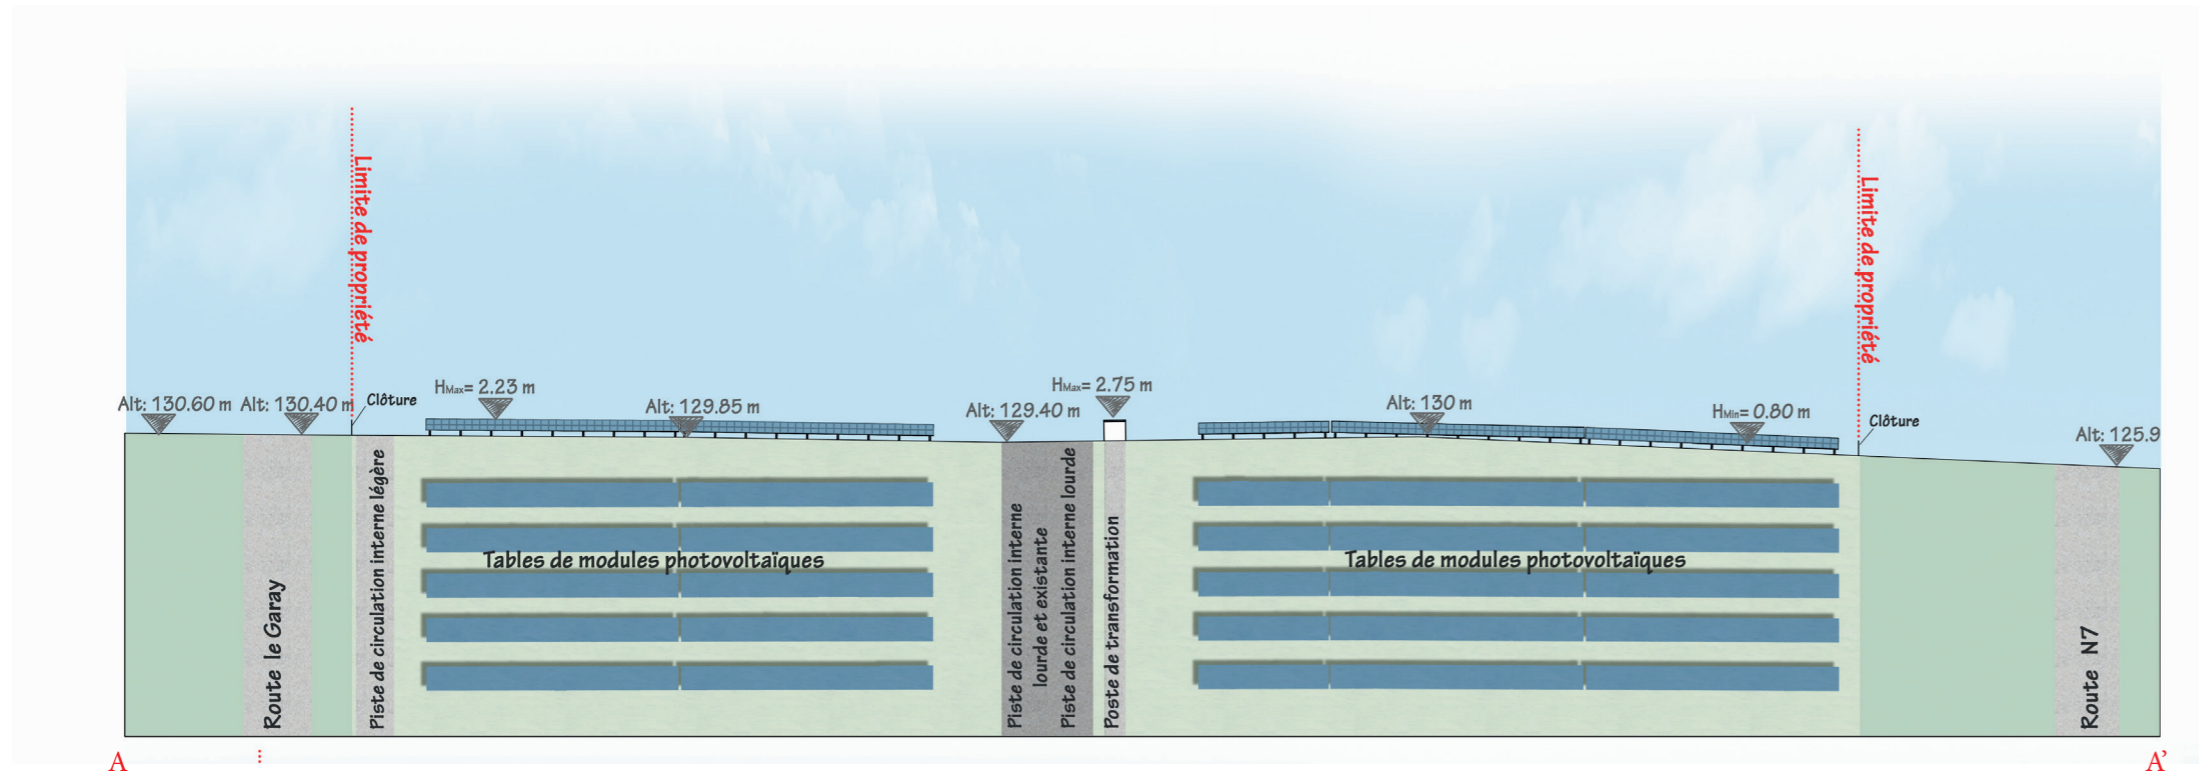 Limite de propriété
Limite de propriété
HMax= 2.23 m
HMax= 2.75 m
Alt: 130.60 m
Alt: 130.40 m
Clôture
Alt: 129.85 m
Alt: 129.40 m
Alt: 130 m
HMin= 0.80 m
Clôture
Alt: 125.9
Route le Garay
Piste de circulation interne légère
Tables de modules photovoltaïques
Piste de circulation interne
lourde et existante
Piste de circulation interne lourde
Poste de transformation
Tables de modules photovoltaïques
Route N7
A
A’